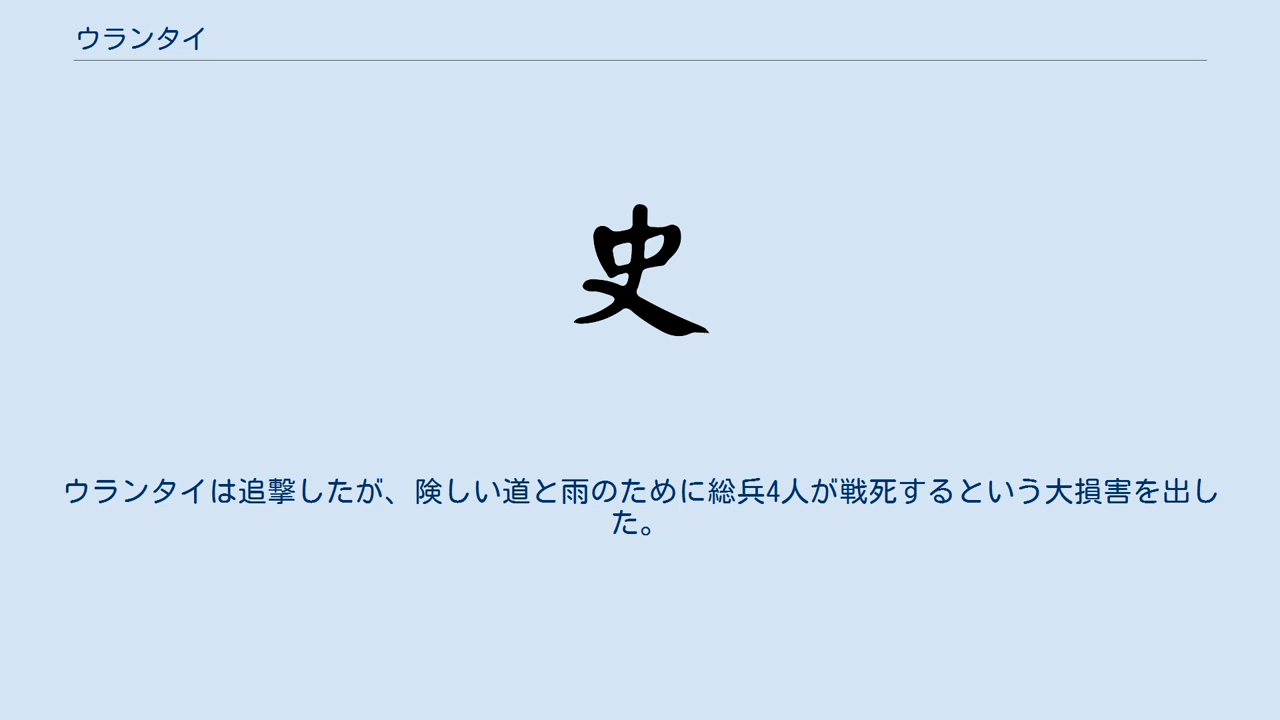 ウランタイ
史
ウランタイは追撃したが、険しい道と雨のために総兵4人が戦死するという大損害を出し
た。